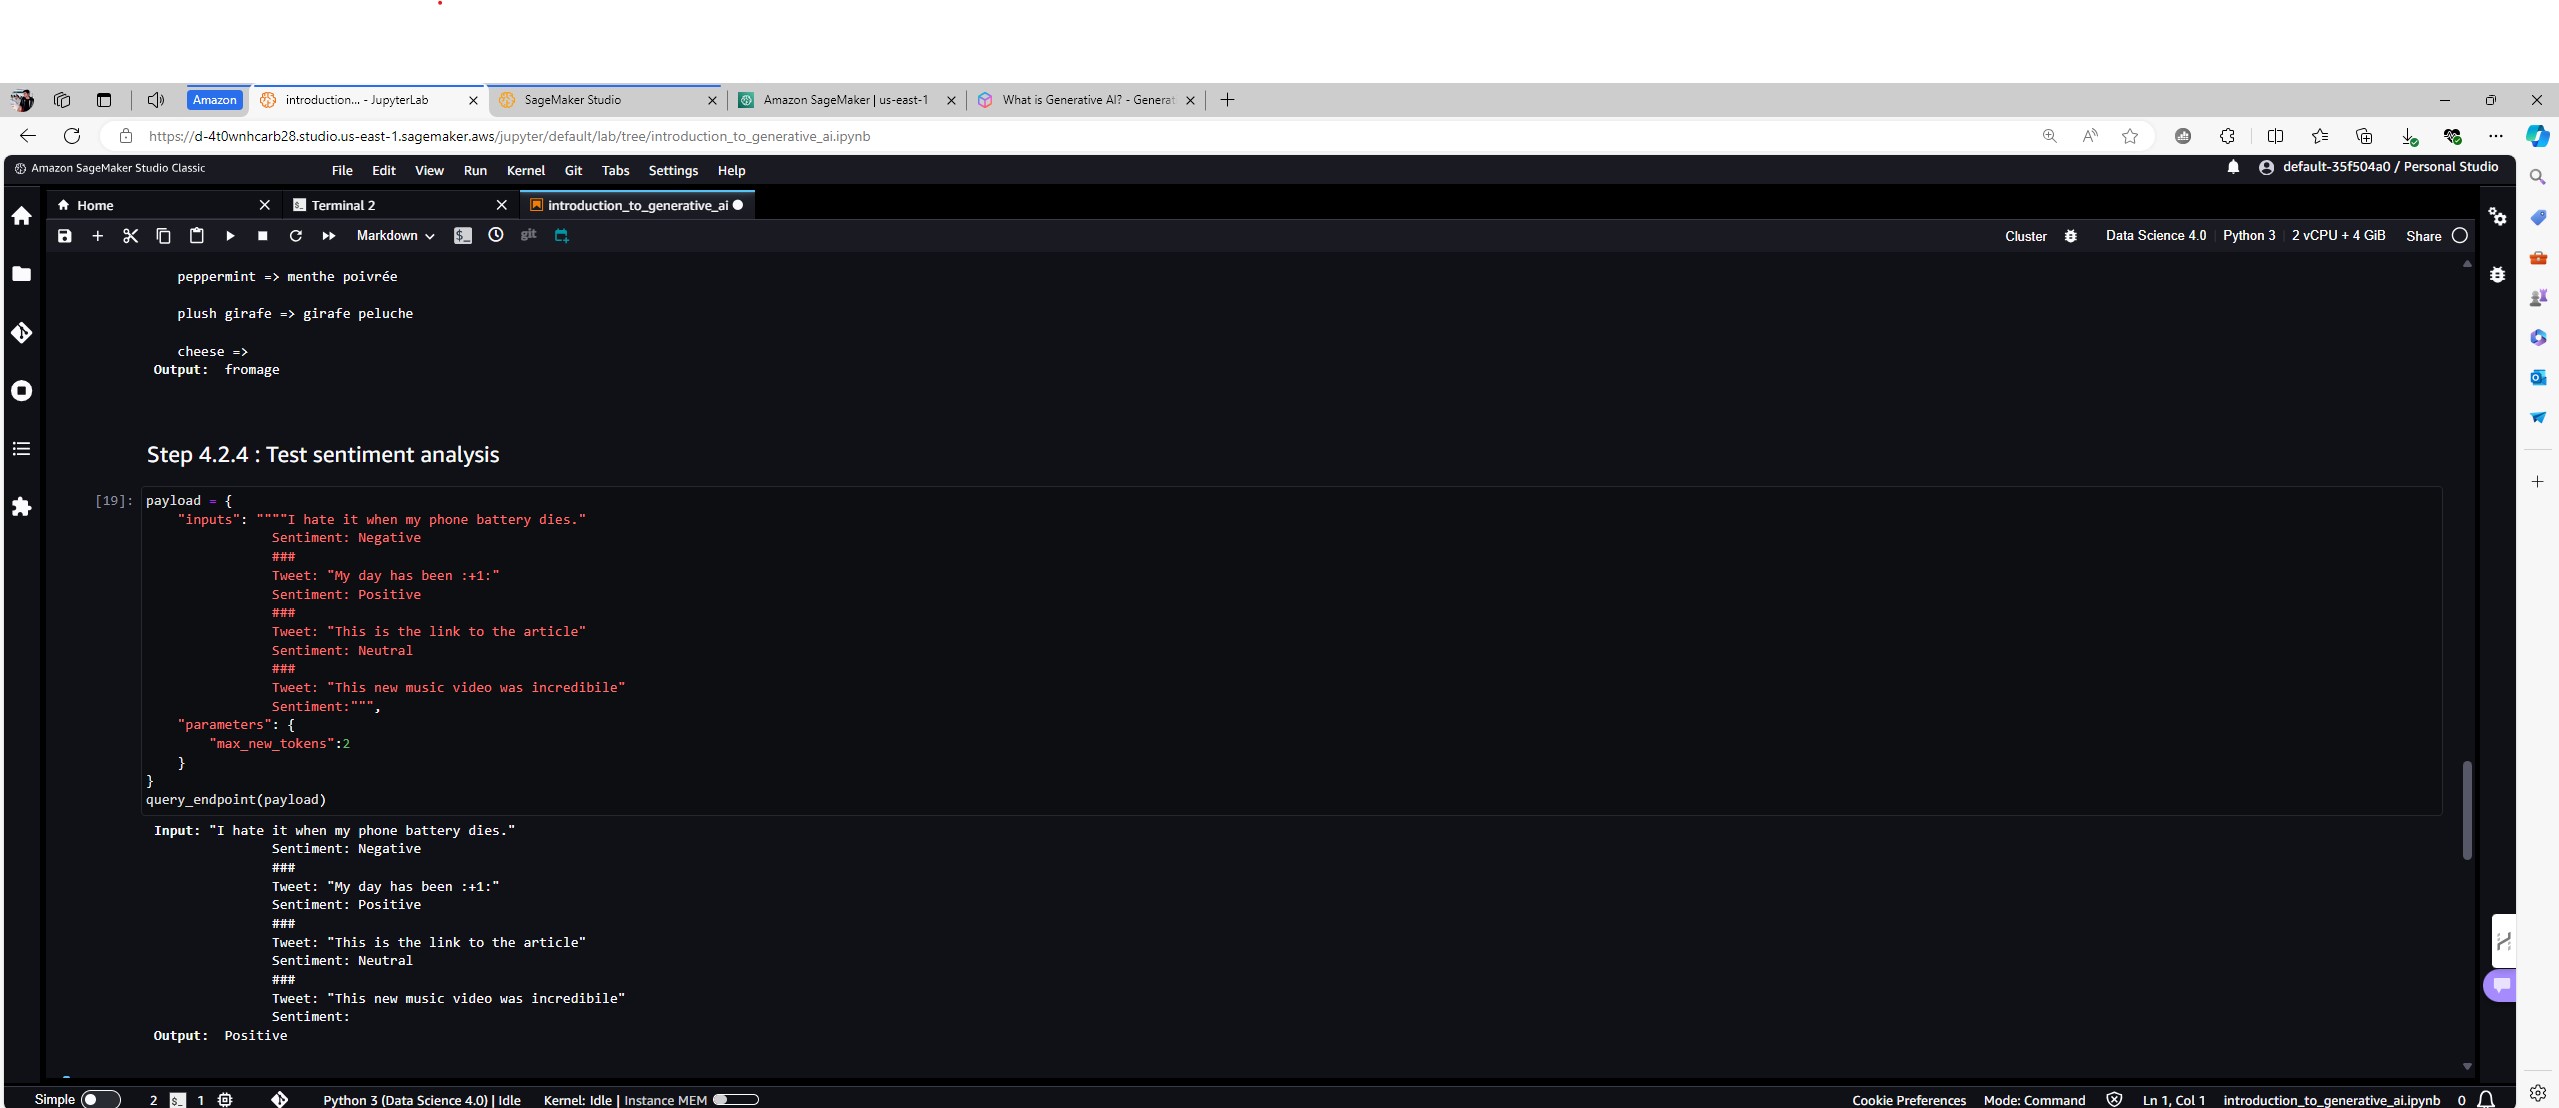 Amazon
introduction... - JupyterLab
SageMaker Studio
Amazon SageMaker | us-east-1
What is Generative AI? - Generat
https://d-4t0wnhcarb28.studio.us-east-1.sagemaker.aws/jupyter/default/lab/tree/introduction_to_generative_ai.ipynb
Amazon SageMaker Studio Classic
File Edit View Run Kernel Git Tabs Settings Help
default-35f504a0 / Personal Studio
Home
Terminal 2
introduction_to_generative_ai
Markdown
git
Cluster
Data Science 4.0 | Python 3 | 2 vCPU + 4 GiB
Share
peppermint => menthe poivrée
plush girafe => girafe peluche
cheese =>
Output: fromage
Step 4.2.4 : Test sentiment analysis
[19]: payload = {
"inputs": """"I hate it when my phone battery dies."
Sentiment: Negative
###
Tweet: "My day has been :+1:"
Sentiment: Positive
###
Tweet: "This is the link to the article"
Sentiment: Neutral
###
Tweet: "This new music video was incredibile"
Sentiment:""",
"parameters": {
"max_new_tokens":2
}
}
query_endpoint(payload)
Input: "I hate it when my phone battery dies."
Sentiment: Negative
###
Tweet: "My day has been :+1:"
Sentiment: Positive
###
Tweet: "This is the link to the article"
Sentiment: Neutral
###
Tweet: "This new music video was incredibile"
Sentiment:
Output: Positive
Simple 2 $_ 1 Python 3 (Data Science 4.0) | Idle Kernel: Idle | Instance MEM Cookie Preferences Mode: Command Ln 1, Col 1 introduction_to_generative_ai.ipynb 0